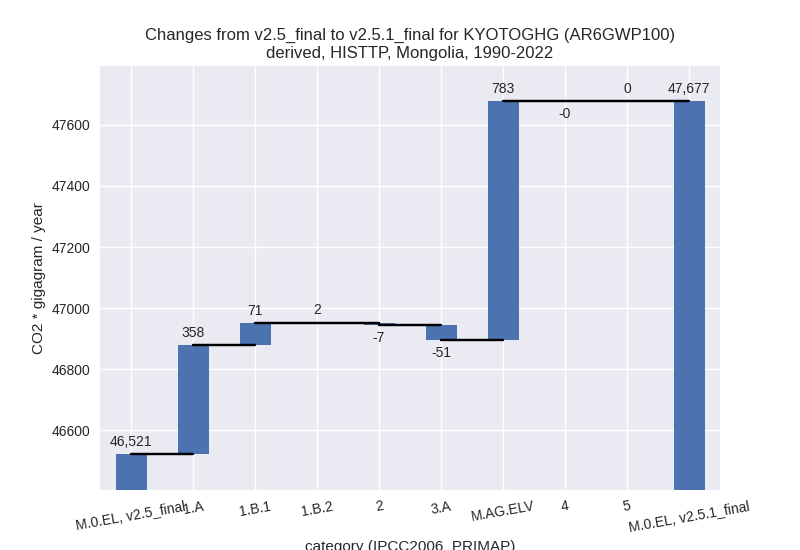 Changes from v2.5_final to v2.5.1_final for KYOTOGHG (AR6GWP100)
derived, HISTTP, Mongolia, 1990-2022
783
0
47,677
47600
-0
47400
CO2 * gigagram / year
47200
71
2
47000
358
-7
-51
46800
46,521
46600
M.0.EL, v2.5_final
1.A
1.B.1
1.B.2
2
3.A
M.AG.ELV
4
5
M.0.EL, v2.5.1_final
category (IPCC2006_PRIMAP)